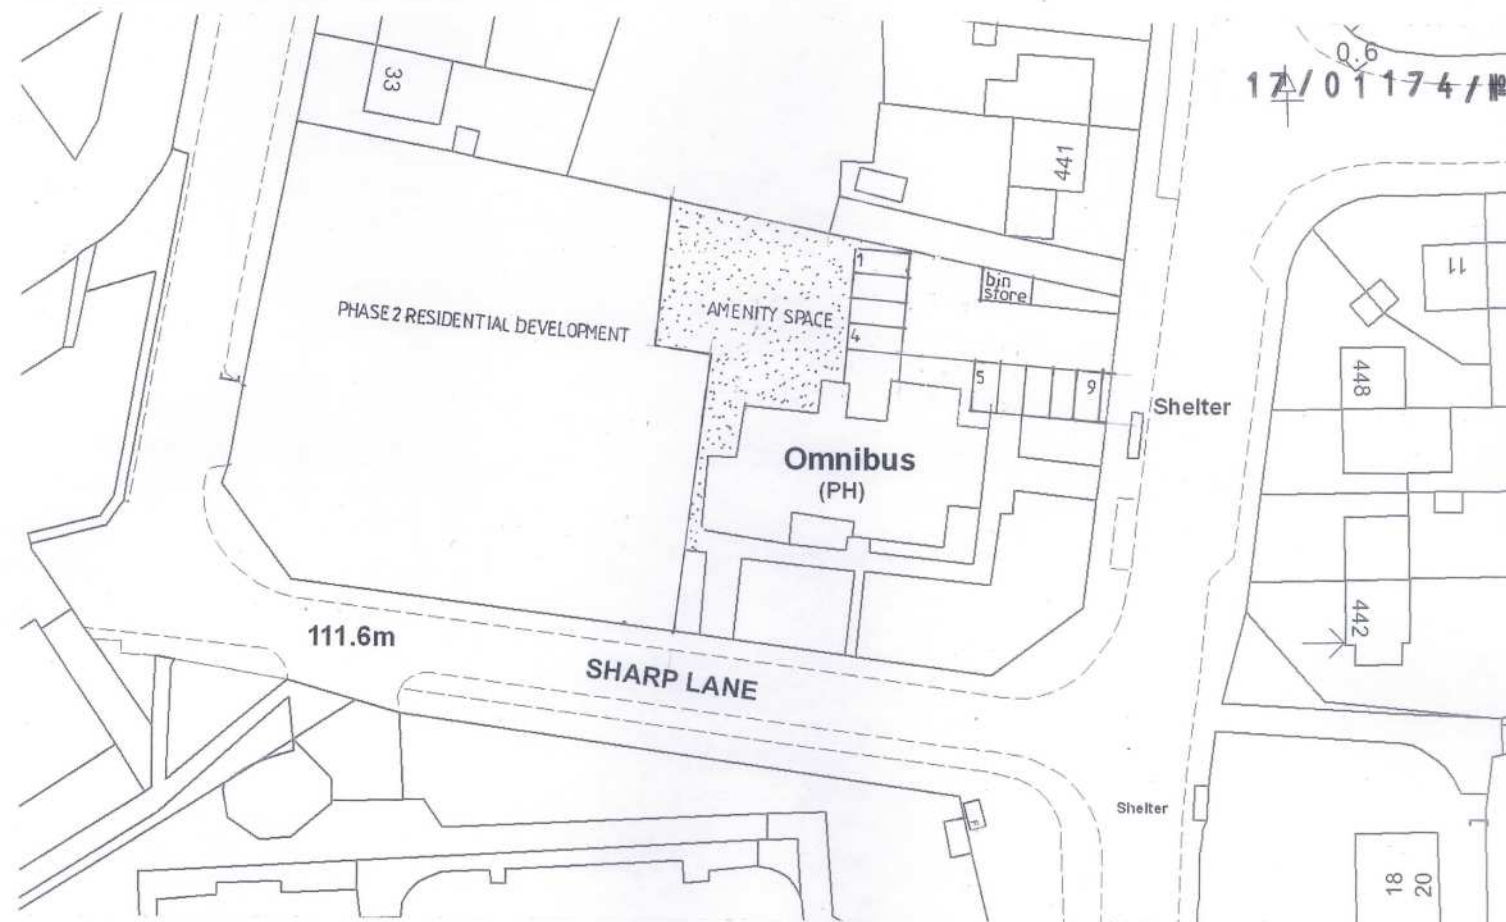 0.6
17/01174/
33
441
11
1
bin
store
PHASE 2 RESIDENTIAL DEVELOPMENT
AMENITY SPACE
4
5
9
448
Shelter
Omnibus
(PH)
442
111.6m
SHARP LANE
Shelter
18
20